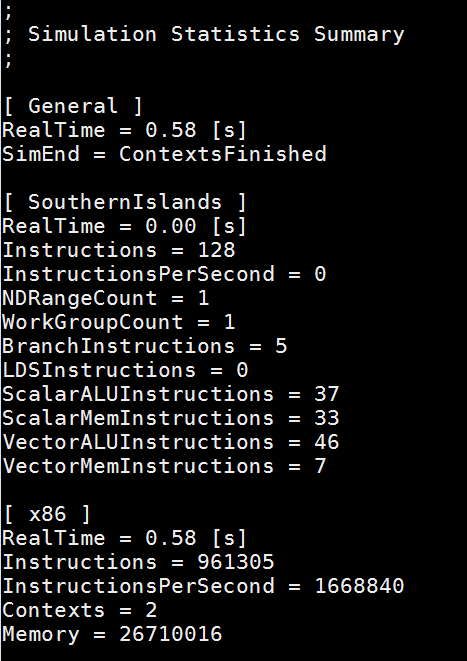 ;
; Simulation Statistics Summary
;
[ General ]
RealTime = 0.58 [s]
SimEnd = ContextsFinished
[ SouthernIslands ]
RealTime = 0.00 [s]
Instructions = 128
InstructionsPerSecond = 0
NDRangeCount = 1
WorkGroupCount = 1
BranchInstructions = 5
LDSInstructions = 0
ScalarALUInstructions = 37
ScalarMemInstructions = 33
VectorALUInstructions = 46
VectorMemInstructions = 7
[ x86 ]
RealTime = 0.58 [s]
Instructions = 961305
InstructionsPerSecond = 1668840
Contexts = 2
Memory = 26710016